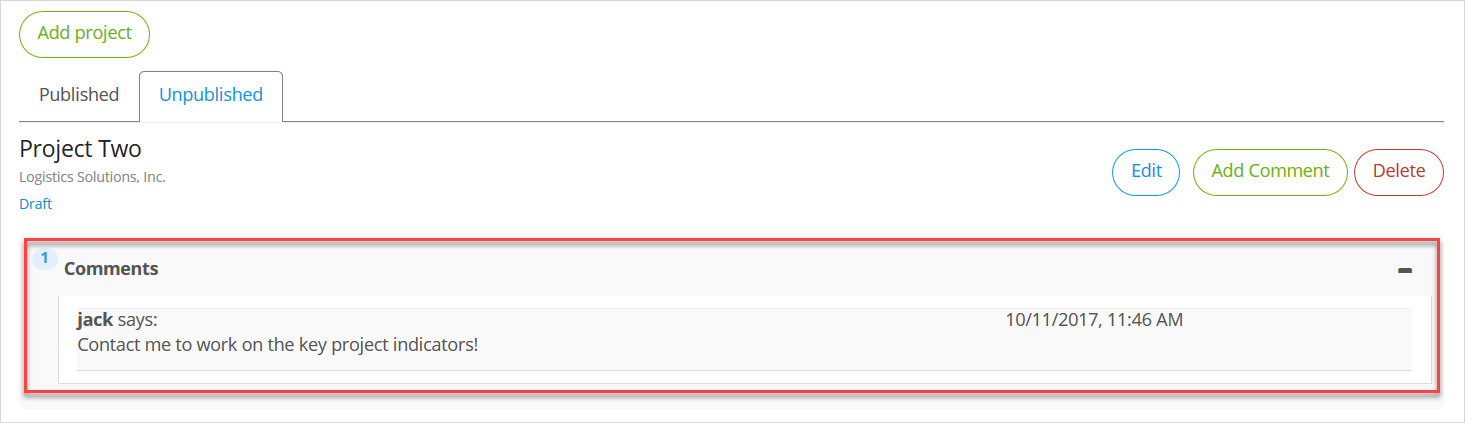 Add project
Published Unpublished
Project Two
Logistics Solutions, Inc.
Draft
Edit Add Comment Delete
1
Comments
jack says: 10/11/2017, 11:46 AM
Contact me to work on the key project indicators!